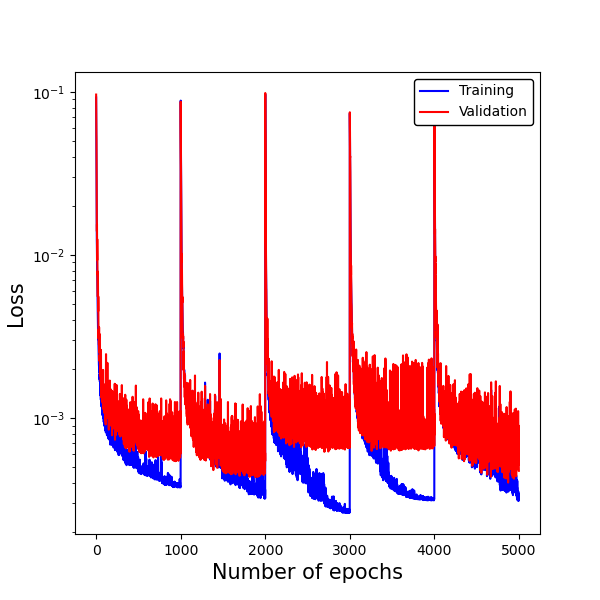 Training
Validation
10⁻¹
10⁻²
10⁻³
Loss
0 1000 2000 3000 4000 5000
Number of epochs